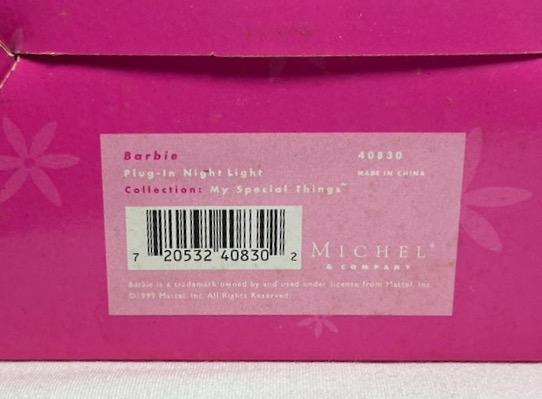 Barbie
40830
Plug-In Night Light
MADE IN CHINA
Collection: My Special Things™
7 20532 40830 2
MICHEL®
& COMPANY
Barbie is a trademark owned by and used under license from Mattel, Inc.
©1999 Mattel, Inc. All Rights Reserved.